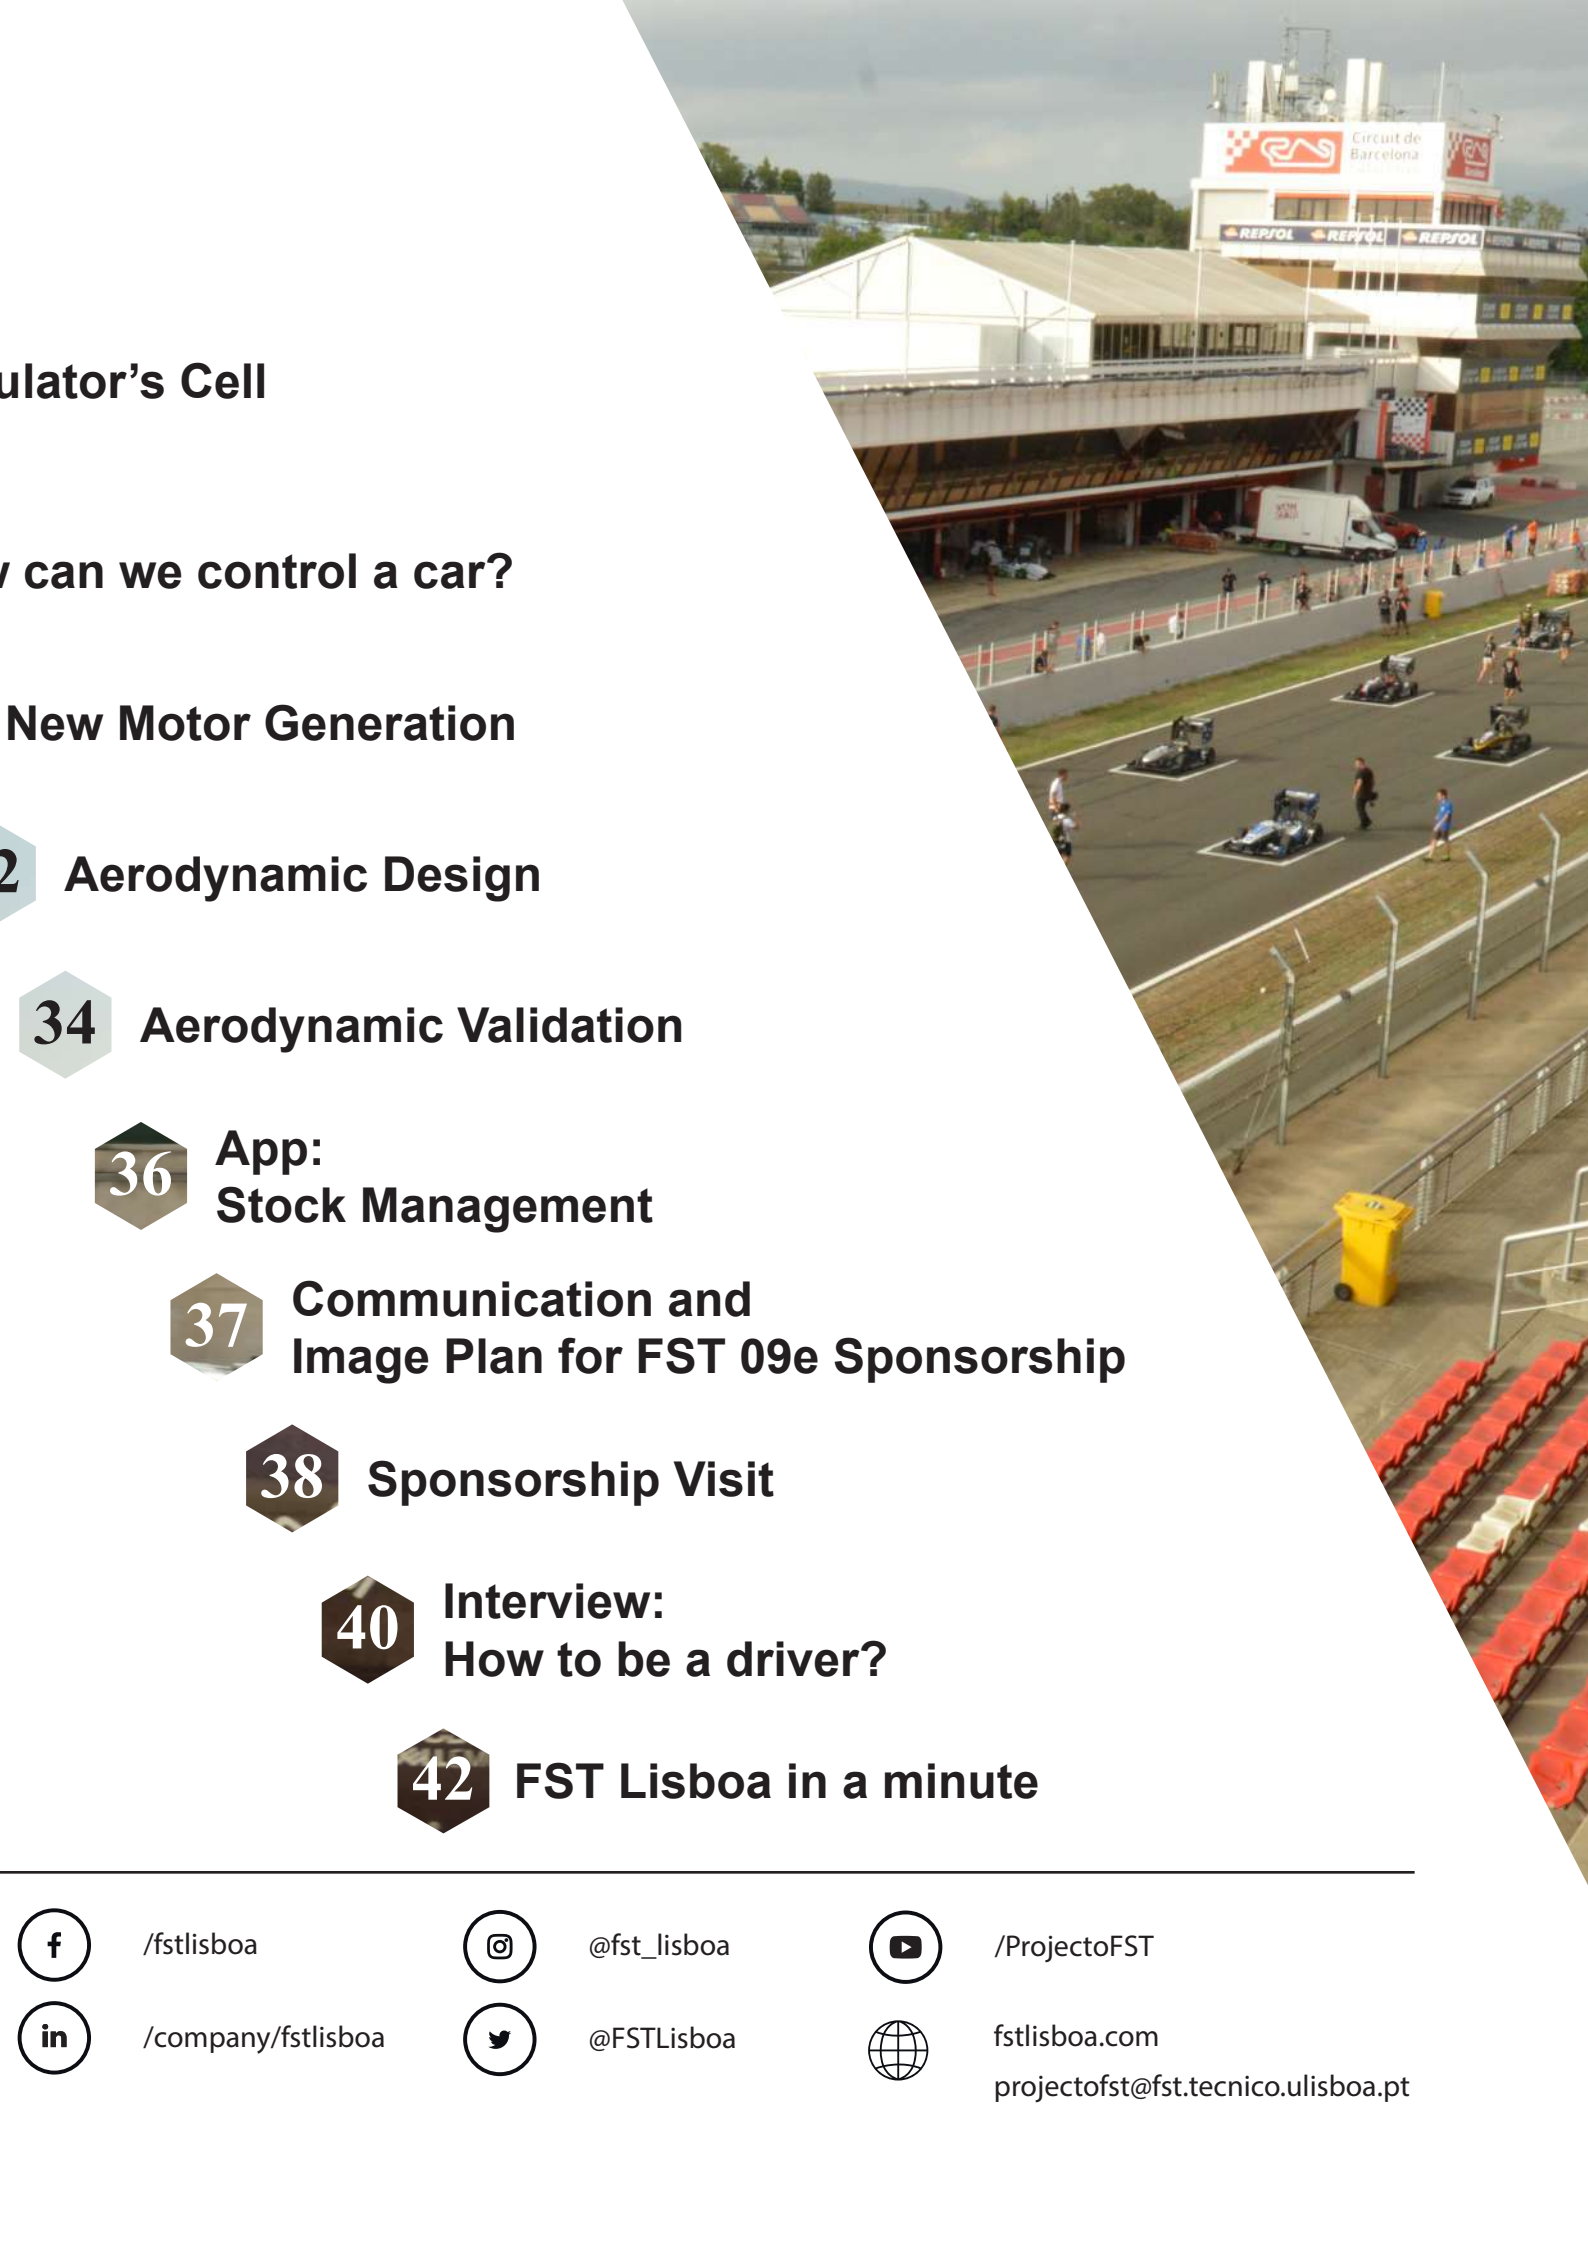 Circuit de
Barcelona
REPSOL REPSOL REPSOL
Cell
can we control a car?
New Motor Generation
2 Aerodynamic Design
34 Aerodynamic Validation
36 App:
Stock Management
37 Communication and
Image Plan for FST 09e Sponsorship
38 Sponsorship Visit
40 Interview:
How to be a driver?
42 FST Lisboa in a minute
/fstlisboa
@fst_lisboa
/ProjectoFST
/company/fstlisboa
@FSTLisboa
fstlisboa.com
projectofst@fst.tecnico.ulisboa.pt